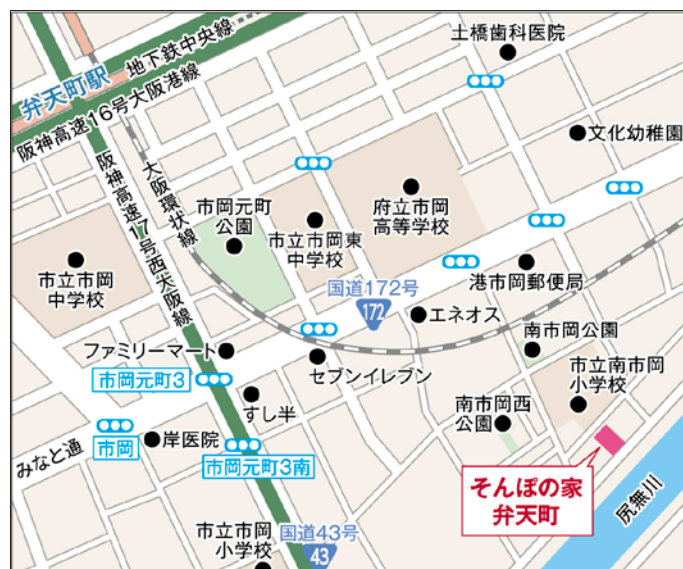 土橋歯科医院
地下鉄中央線
弁天町駅
阪神高速16号大阪港線
文化幼稚園
大阪環状線
阪神高速17号西大阪線
市岡元町
公園
市立市岡東
中学校
府立市岡
高等学校
市立市岡
中学校
港市岡郵便局
国道172号
172
エネオス
南市岡公園
ファミリーマート
セブンイレブン
市立南市岡
小学校
市岡元町3
すし半
南市岡西
公園
市岡
岸医院
みなと通
市岡元町3南
そんぽの家
弁天町
尻無川
市立市岡
小学校
国道43号
43